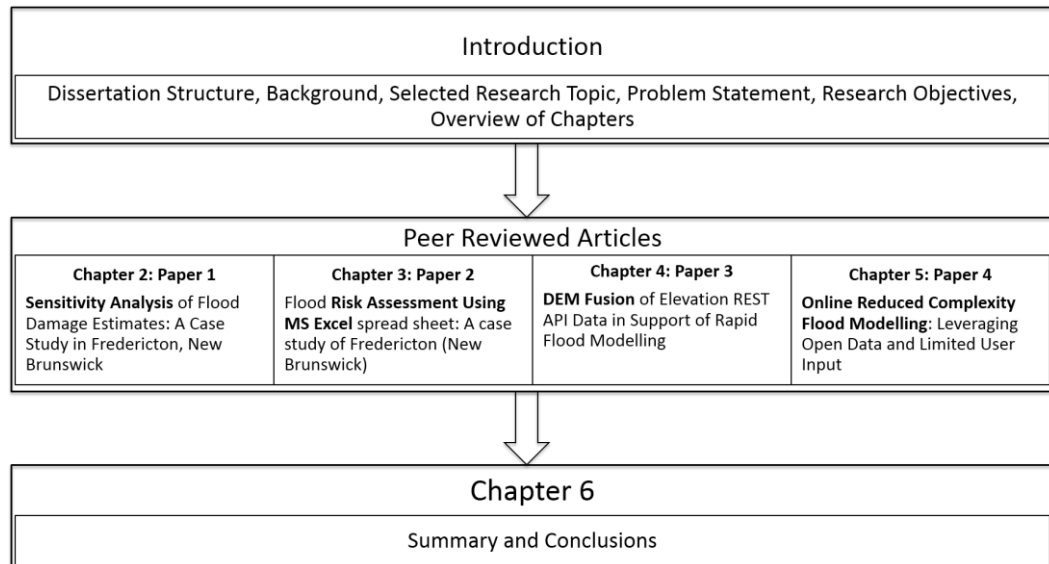 Introduction
Dissertation Structure, Background, Selected Research Topic, Problem Statement, Research Objectives,
Overview of Chapters
Peer Reviewed Articles
Chapter 2: Paper 1
Sensitivity Analysis of Flood
Damage Estimates: A Case
Study in Fredericton, New
Brunswick
Chapter 3: Paper 2
Flood Risk Assessment Using
MS Excel spread sheet: A case
study of Fredericton (New
Brunswick)
Chapter 4: Paper 3
DEM Fusion of Elevation REST
API Data in Support of Rapid
Flood Modelling
Chapter 5: Paper 4
Online Reduced Complexity
Flood Modelling: Leveraging
Open Data and Limited User
Input
Chapter 6
Summary and Conclusions